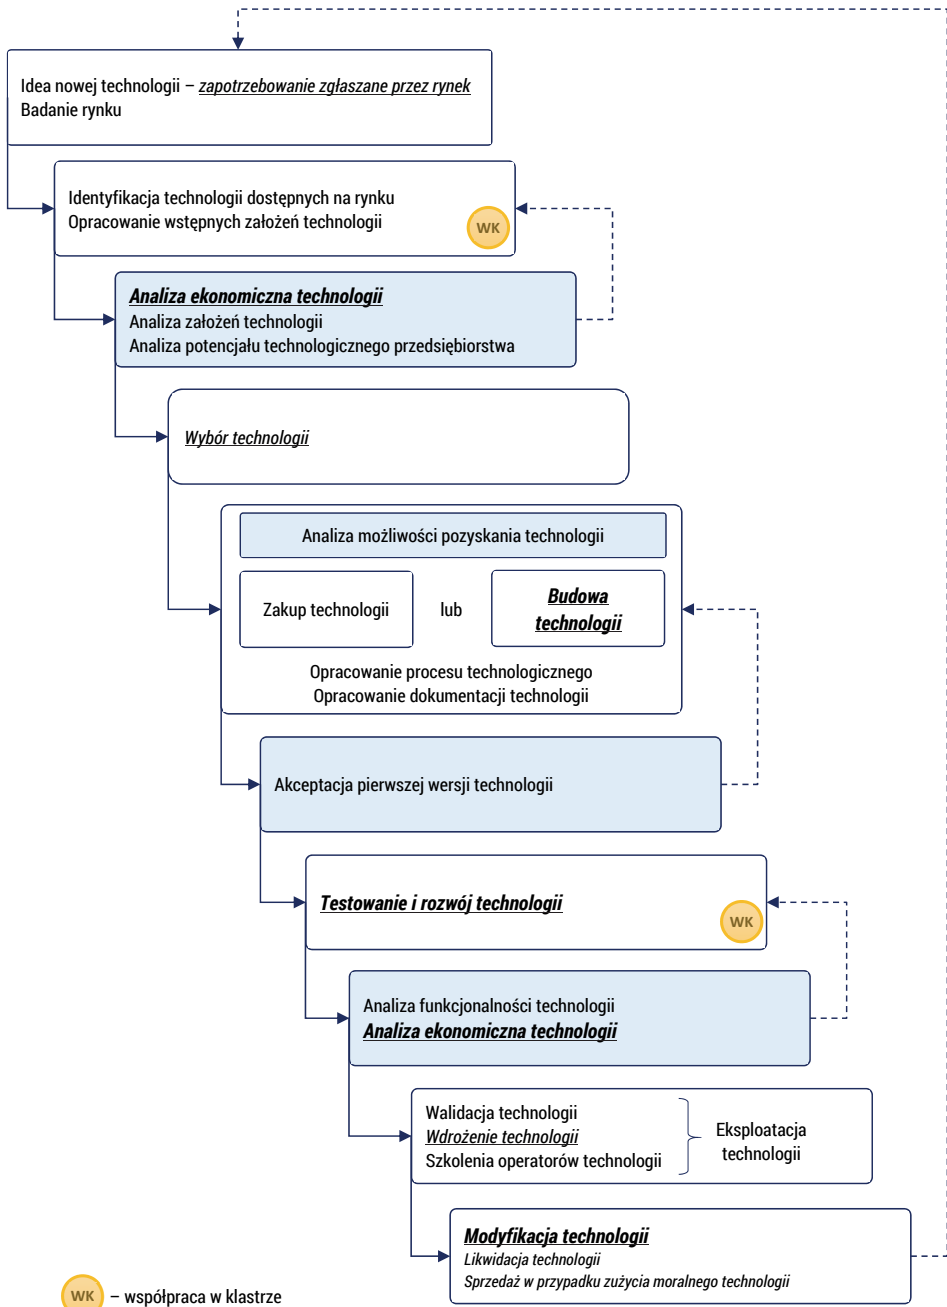 Idea nowej technologii – zapotrzebowanie zgłaszane przez rynek
Badanie rynku
Identyfikacja technologii dostępnych na rynku
Opracowanie wstępnych założeń technologii
WK
Analiza ekonomiczna technologii
Analiza założeń technologii
Analiza potencjału technologicznego przedsiębiorstwa
Wybór technologii
Analiza możliwości pozyskania technologii
Zakup technologii
lub
Budowa
technologii
Opracowanie procesu technologicznego
Opracowanie dokumentacji technologii
Akceptacja pierwszej wersji technologii
Testowanie i rozwój technologii
WK
Analiza funkcjonalności technologii
Analiza ekonomiczna technologii
Walidacja technologii
Wdrożenie technologii
Szkolenia operatorów technologii
Eksploatacja
technologii
Modyfikacja technologii
Likwidacja technologii
Sprzedaż w przypadku zużycia moralnego technologii
WK – współpraca w klastrze